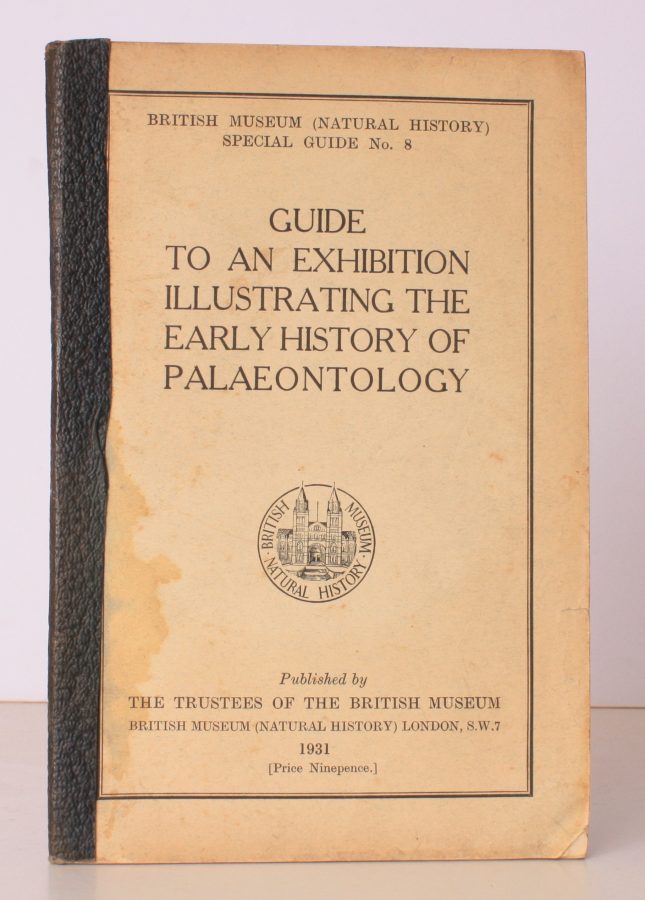 BRITISH MUSEUM (NATURAL HISTORY)
SPECIAL GUIDE No. 8
GUIDE
TO AN EXHIBITION
ILLUSTRATING THE
EARLY HISTORY OF
PALAEONTOLOGY
BRITISH MUSEUM
· NATURAL HISTORY ·
Published by
THE TRUSTEES OF THE BRITISH MUSEUM
BRITISH MUSEUM (NATURAL HISTORY) LONDON, S.W.7
1931
[Price Ninepence.]